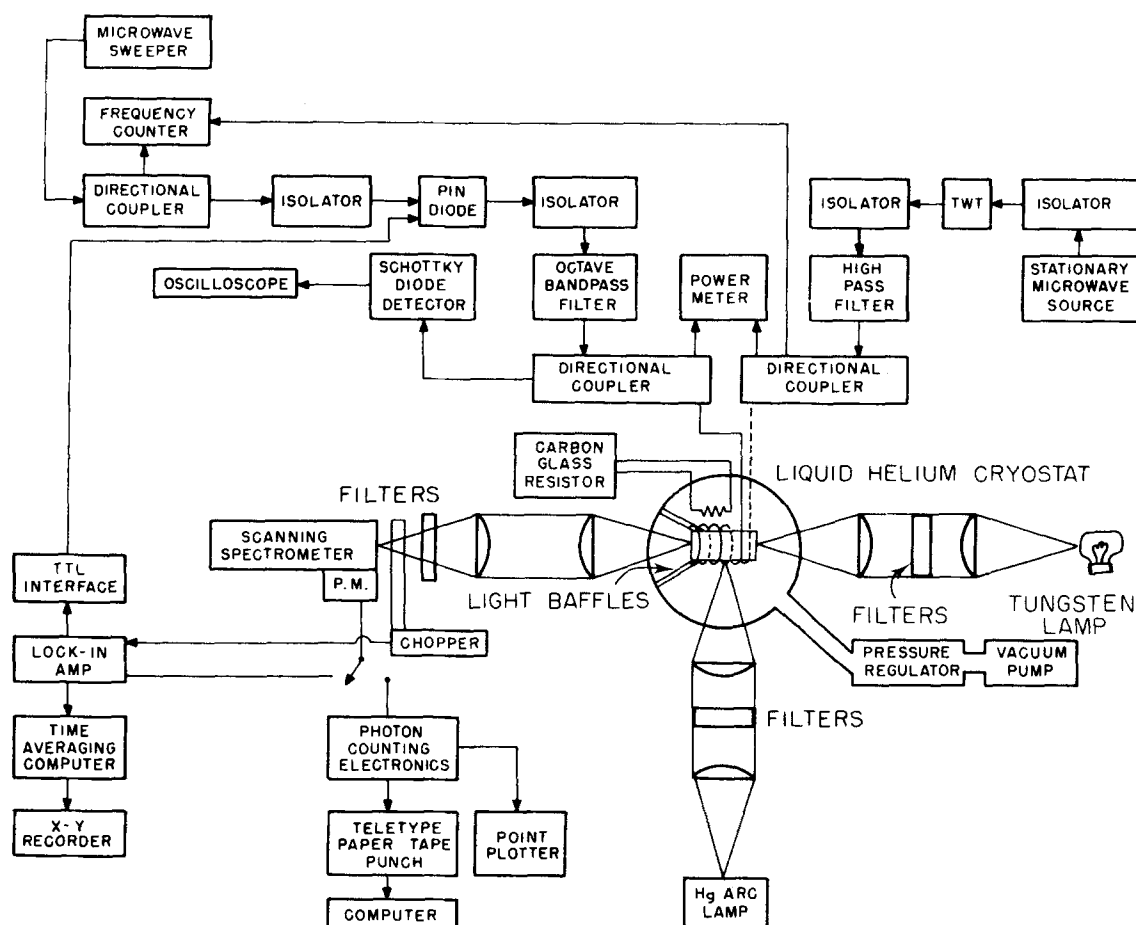 MICROWAVE
SWEEPER
FREQUENCY
COUNTER
DIRECTIONAL
COUPLER
ISOLATOR
PIN
DIODE
ISOLATOR
ISOLATOR
TWT
ISOLATOR
OSCILLOSCOPE
SCHOTTKY
DIODE
DETECTOR
OCTAVE
BANDPASS
FILTER
POWER
METER
HIGH
PASS
FILTER
STATIONARY
MICROWAVE
SOURCE
DIRECTIONAL
COUPLER
DIRECTIONAL
COUPLER
CARBON
GLASS
RESISTOR
LIQUID HELIUM CRYOSTAT
FILTERS
SCANNING
SPECTROMETER
P.M.
TTL
INTERFACE
LIGHT BAFFLES
FILTERS
TUNGSTEN
LAMP
CHOPPER
LOCK-IN
AMP
PRESSURE
REGULATOR
VACUUM
PUMP
FILTERS
TIME
AVERAGING
COMPUTER
PHOTON
COUNTING
ELECTRONICS
X-Y
RECORDER
TELETYPE
PAPER TAPE
PUNCH
POINT
PLOTTER
COMPUTER
Hg ARC
LAMP